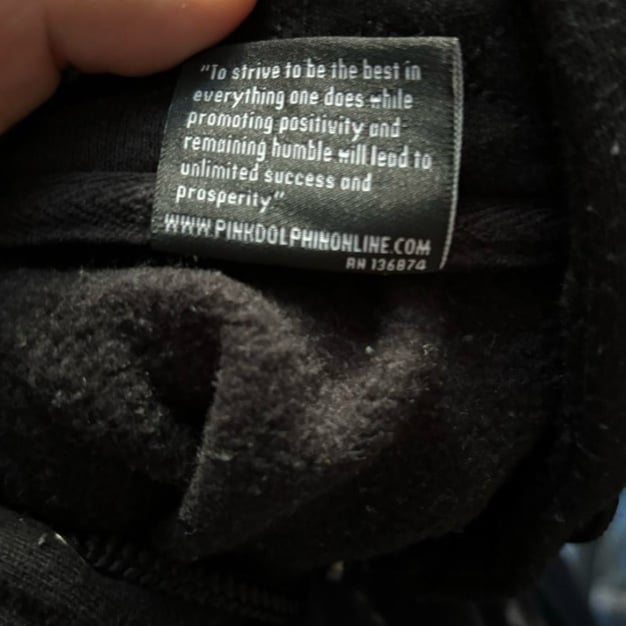 "To strive to be the best in
everything one does while
promoting positivity and
remaining humble will lead to
unlimited success and
prosperity"
WWW.PINKDOLPHINONLINE.COM
RN 136874